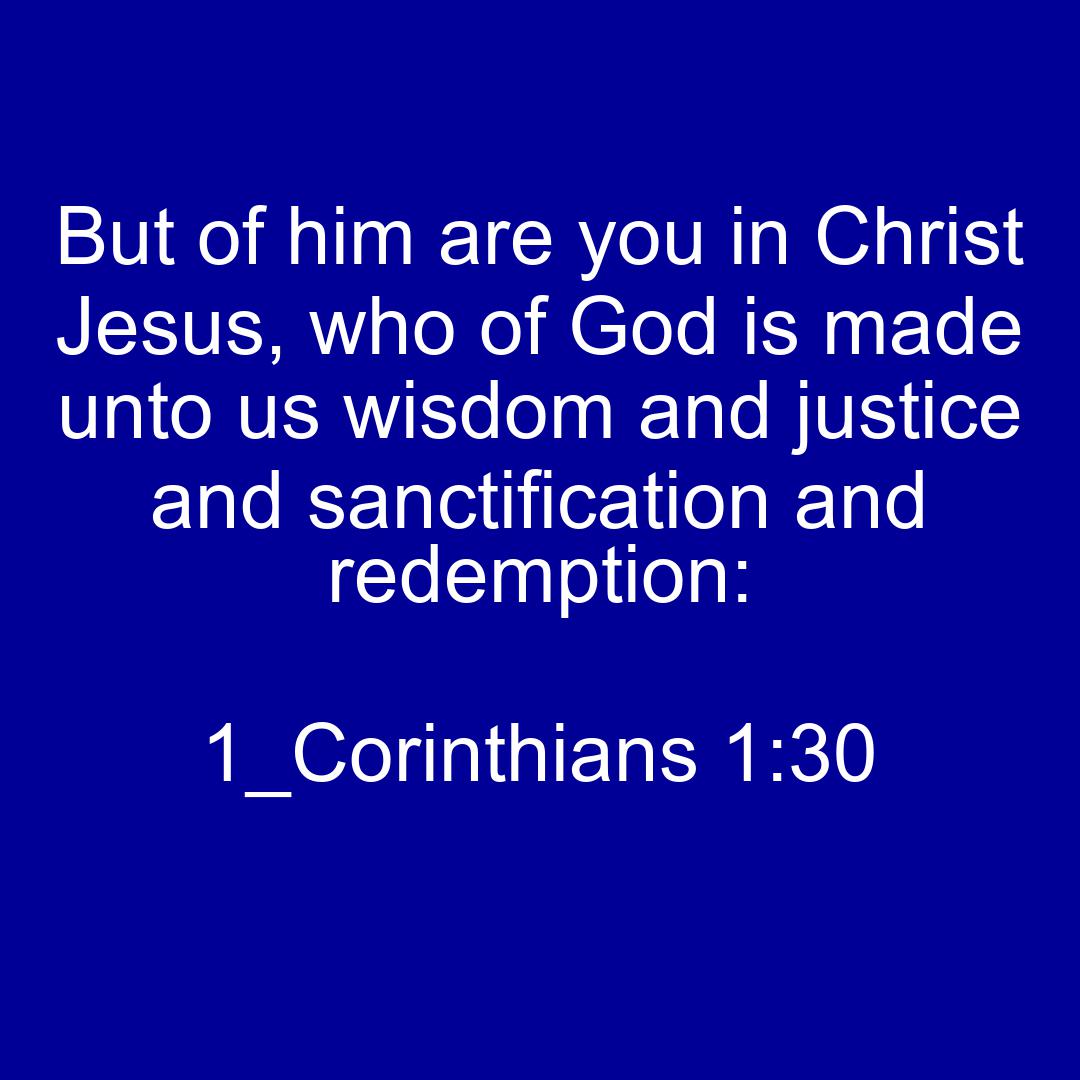 But of him are you in Christ
Jesus, who of God is made
unto us wisdom and justice
and sanctification and
redemption:
1_Corinthians 1:30